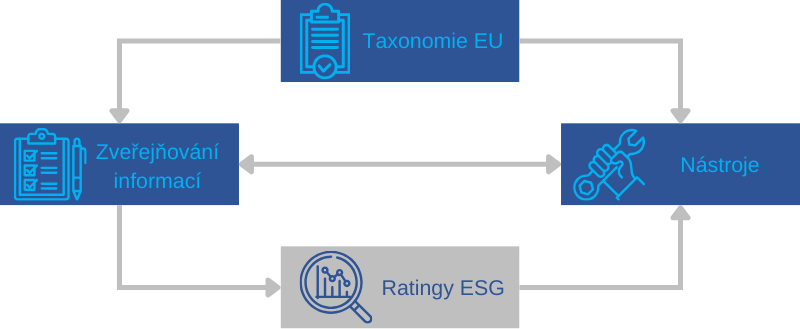 Taxonomie EU
Zveřejňování
informací
Nástroje
Ratingy ESG